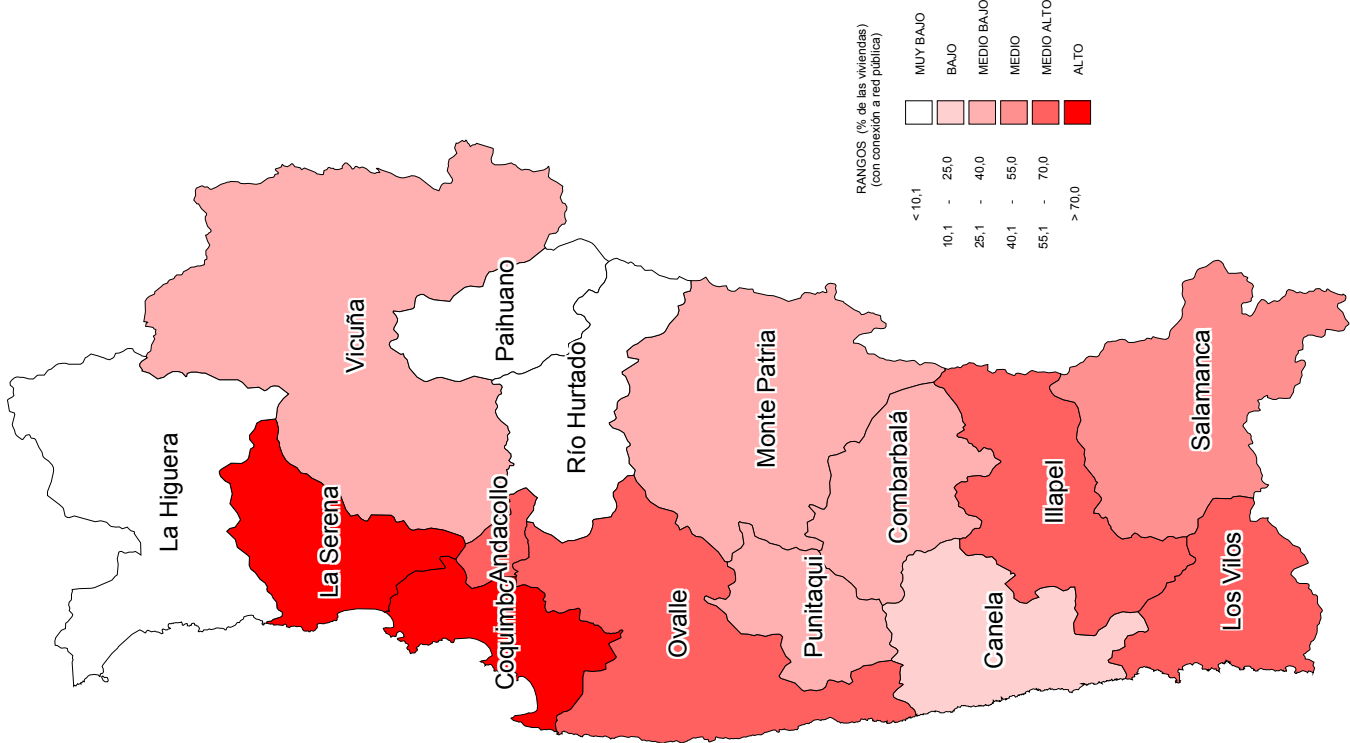 La Higuera
La Serena
Vicuña
Coquimbo
Andacollo
Paihuano
Río Hurtado
Ovalle
Monte Patria
Punitaqui
Combarbalá
Canela
Illapel
Salamanca
Los Vilos
RANGOS (% de las viviendas)
(con conexión a red pública)
<10,1 MUY BAJO
10,1 - 25,0 BAJO
25,1 - 40,0 MEDIO BAJO
40,1 - 55,0 MEDIO
55,1 - 70,0 MEDIO ALTO
> 70,0 ALTO